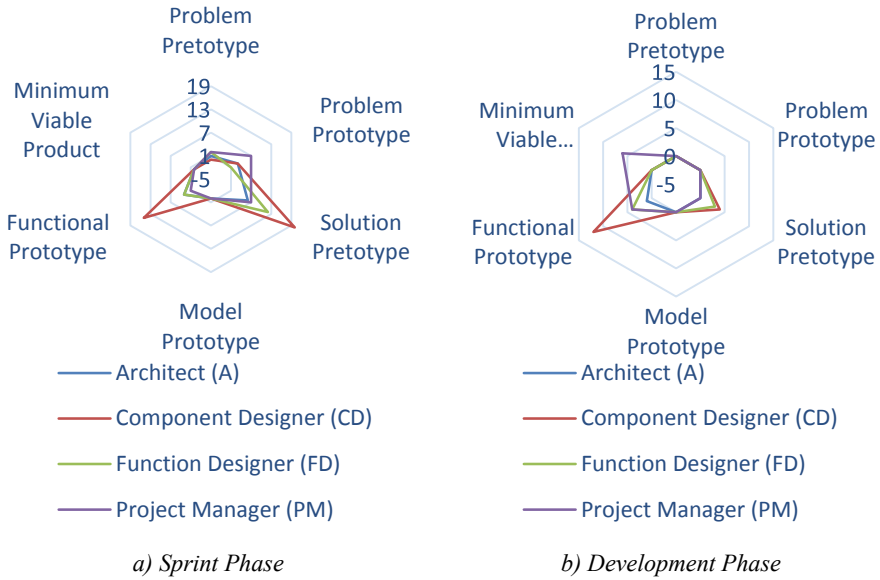 Problem
Pretotype
19
13
7
1
-5
Minimum
Viable
Product
Problem
Prototype
Functional
Prototype
Solution
Pretotype
Model
Prototype
Architect (A)
Component Designer (CD)
Function Designer (FD)
Project Manager (PM)
a) Sprint Phase
Problem
Pretotype
15
10
5
0
-5
Minimum
Viable...
Problem
Prototype
Functional
Prototype
Solution
Pretotype
Model
Prototype
Architect (A)
Component Designer (CD)
Function Designer (FD)
Project Manager (PM)
b) Development Phase